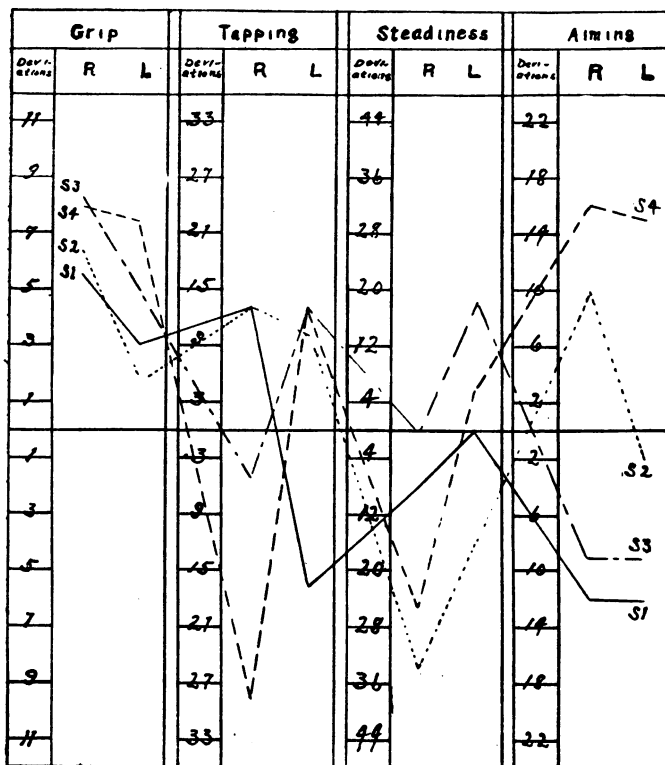 Grip Tapping Steadiness Aiming
Devi-ations R L Devi-ations R L Deviations R L Devi-ations R L
11 33 44 22
9 27 36 18
S3
S4 S4
7 21 28 14
S2
S1
5 15 20 10
3 9 12 6
1 3 4 2
1 3 4 2
S2
3 9 12 6
5 15 20 10
S3
S1
7 21 28 14
9 27 36 18
11 33 44 22